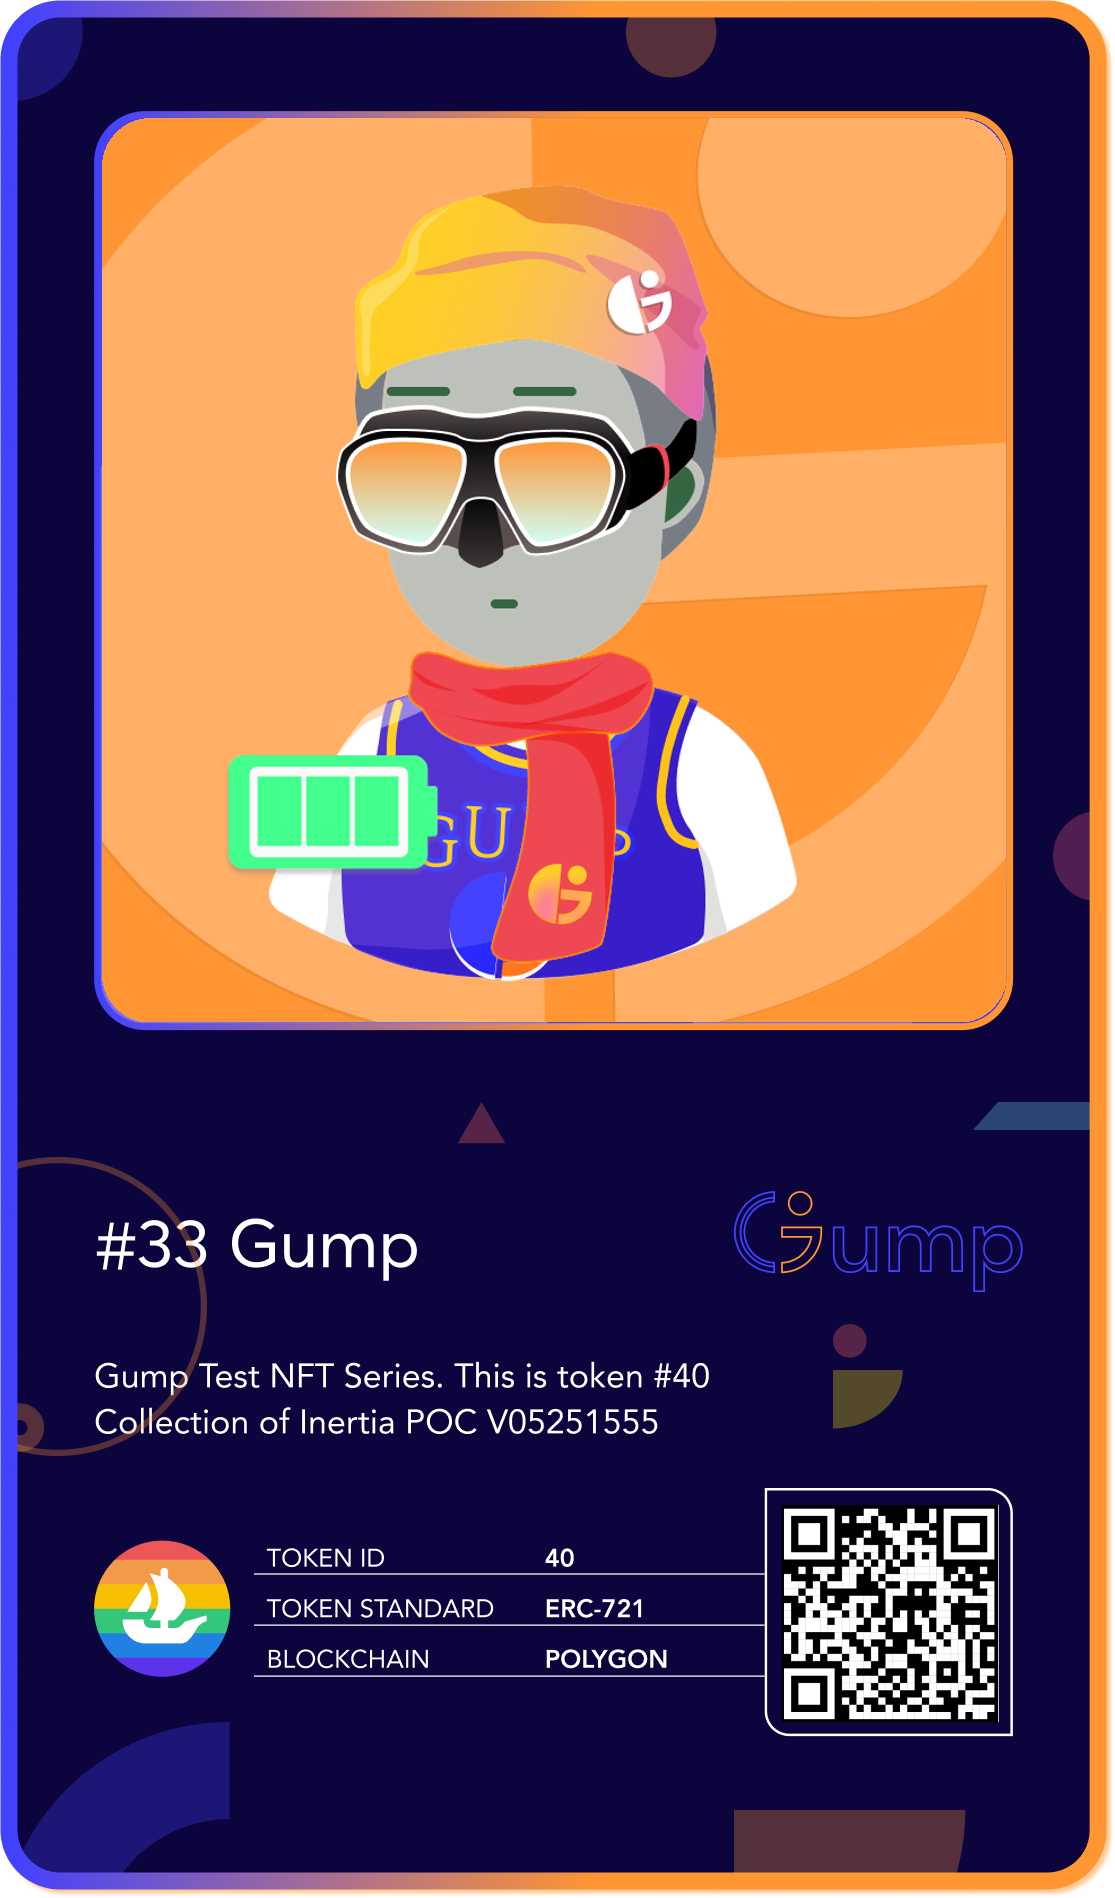 GU
#33 Gump
Gump
Gump Test NFT Series. This is token #40
Collection of Inertia POC V05251555
TOKEN ID 40
TOKEN STANDARD ERC-721
BLOCKCHAIN POLYGON